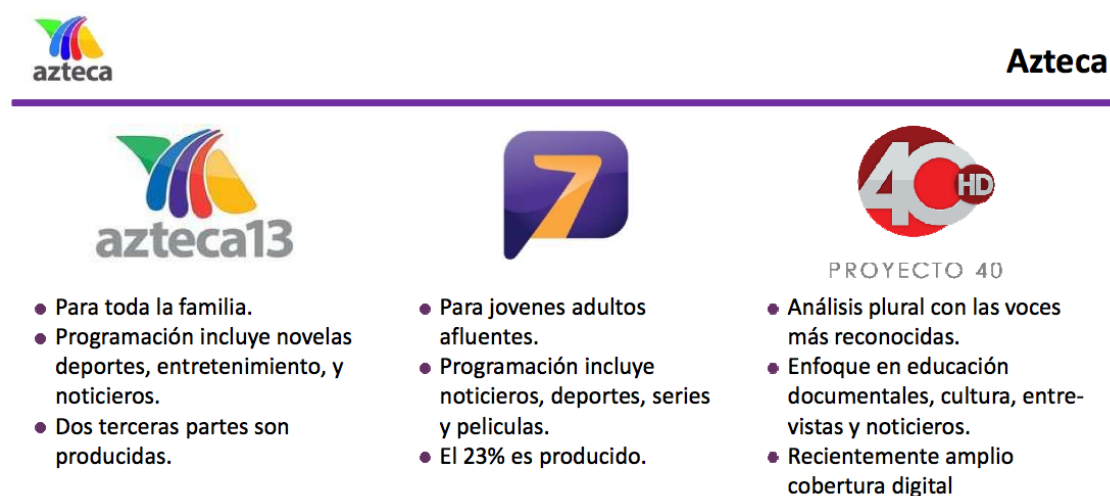 azteca
Azteca
azteca13
7
40 HD
PROYECTO 40
● Para toda la familia.
● Programación incluye novelas
deportes, entretenimiento, y
noticieros.
● Dos terceras partes son
producidas.
● Para jovenes adultos
afluentes.
● Programación incluye
noticieros, deportes, series
y peliculas.
● El 23% es producido.
● Análisis plural con las voces
más reconocidas.
● Enfoque en educación
documentales, cultura, entre-
vistas y noticieros.
● Recientemente amplio
cobertura digital